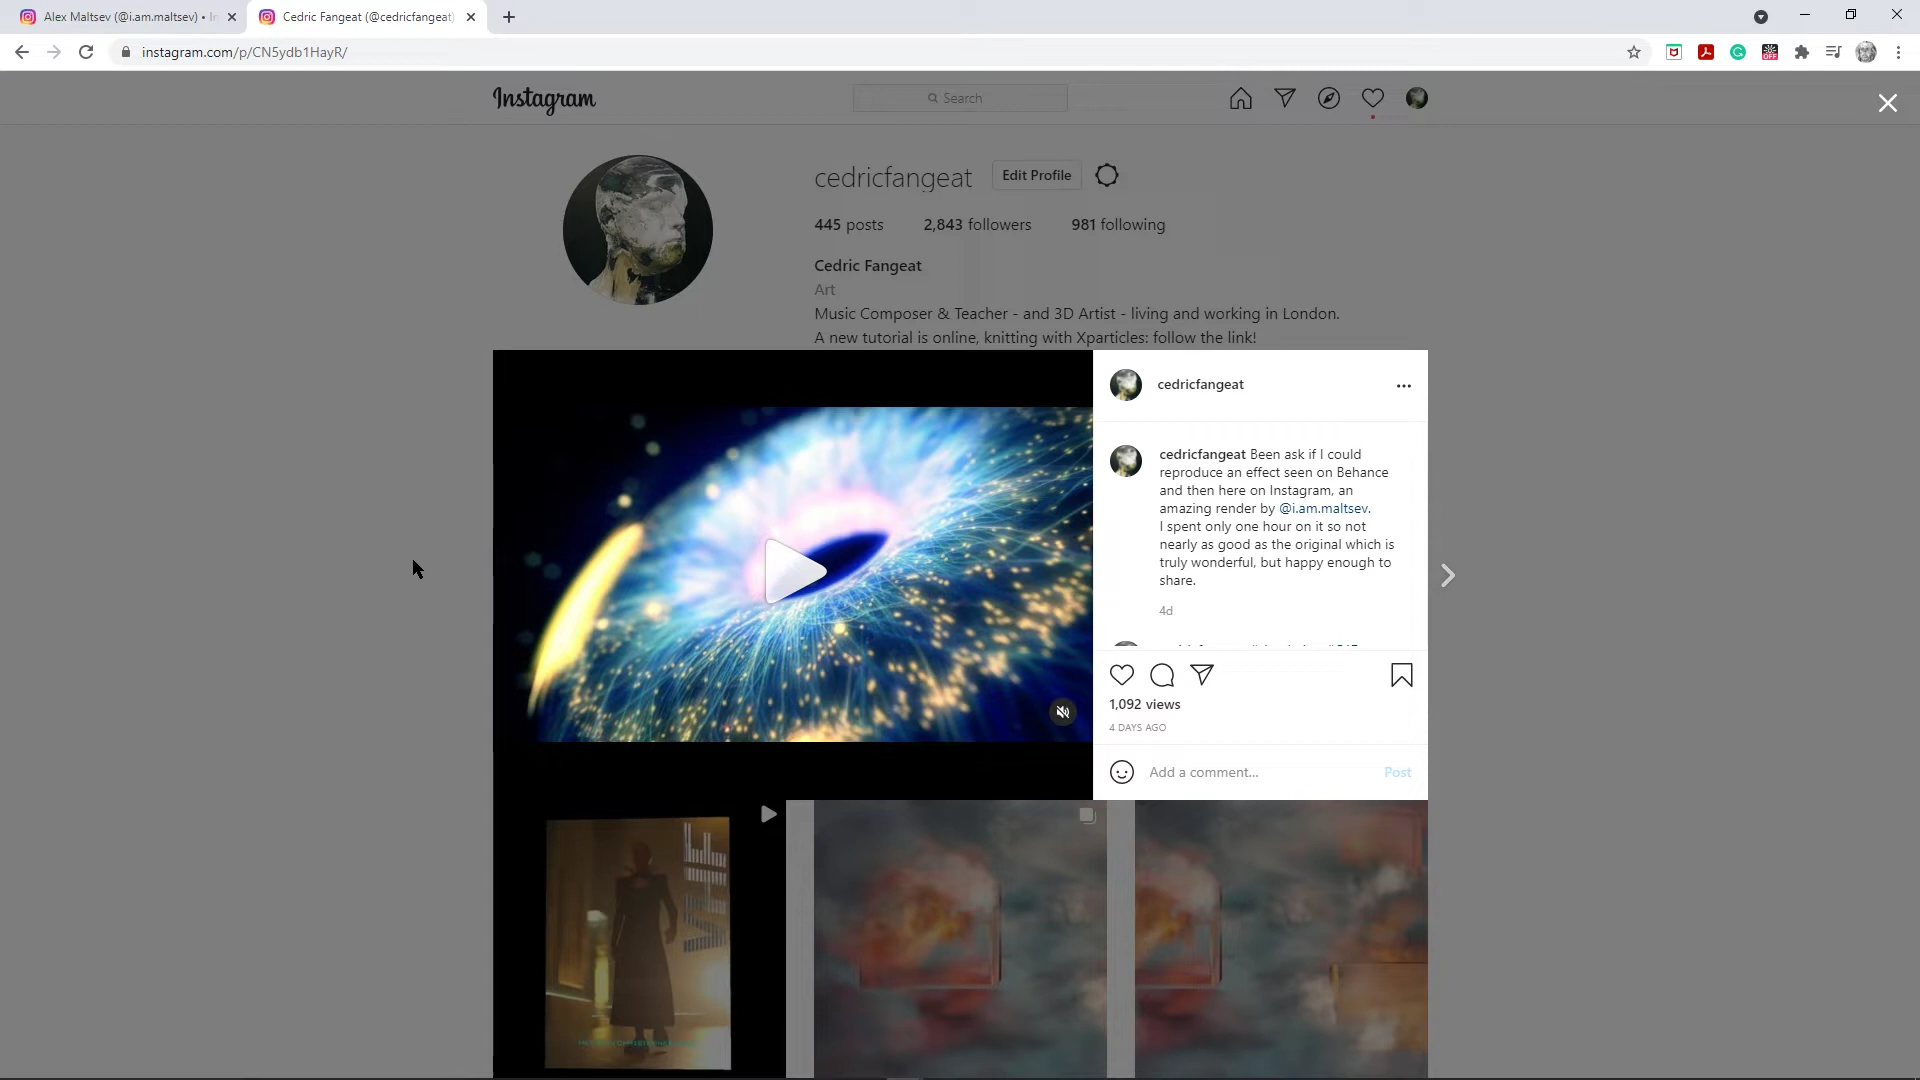 Alex Maltsev (@i.am.maltsev) • In
Cedric Fangeat (@cedricfangeat)
instagram.com/p/CN5ydb1HayR/
OFF
Instagram
Search
cedricfangeat
Edit Profile
445 posts
2,843 followers
981 following
Cedric Fangeat
Art
Music Composer & Teacher - and 3D Artist - living and working in London.
A new tutorial is online, knitting with Xparticles: follow the link!
cedricfangeat
cedricfangeat Been ask if I could
reproduce an effect seen on Behance
and then here on Instagram, an
amazing render by @i.am.maltsev.
I spent only one hour on it so not
nearly as good as the original which is
truly wonderful, but happy enough to
share.
4d
1,092 views
4 DAYS AGO
Add a comment...
Post